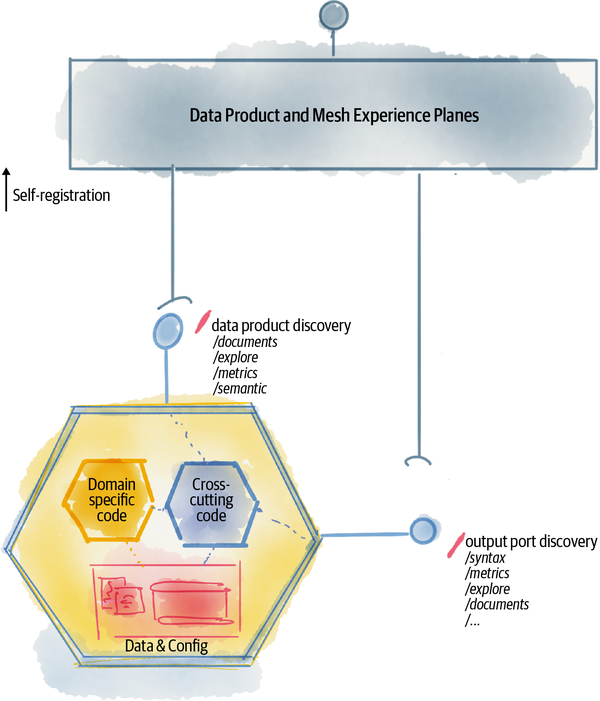 Data Product and Mesh Experience Planes
Self-registration
data product discovery
/documents
/explore
/metrics
/semantic
Domain
specific
code
Cross-
cutting
code
output port discovery
/syntax
/metrics
/explore
/documents
/...
Data & Config